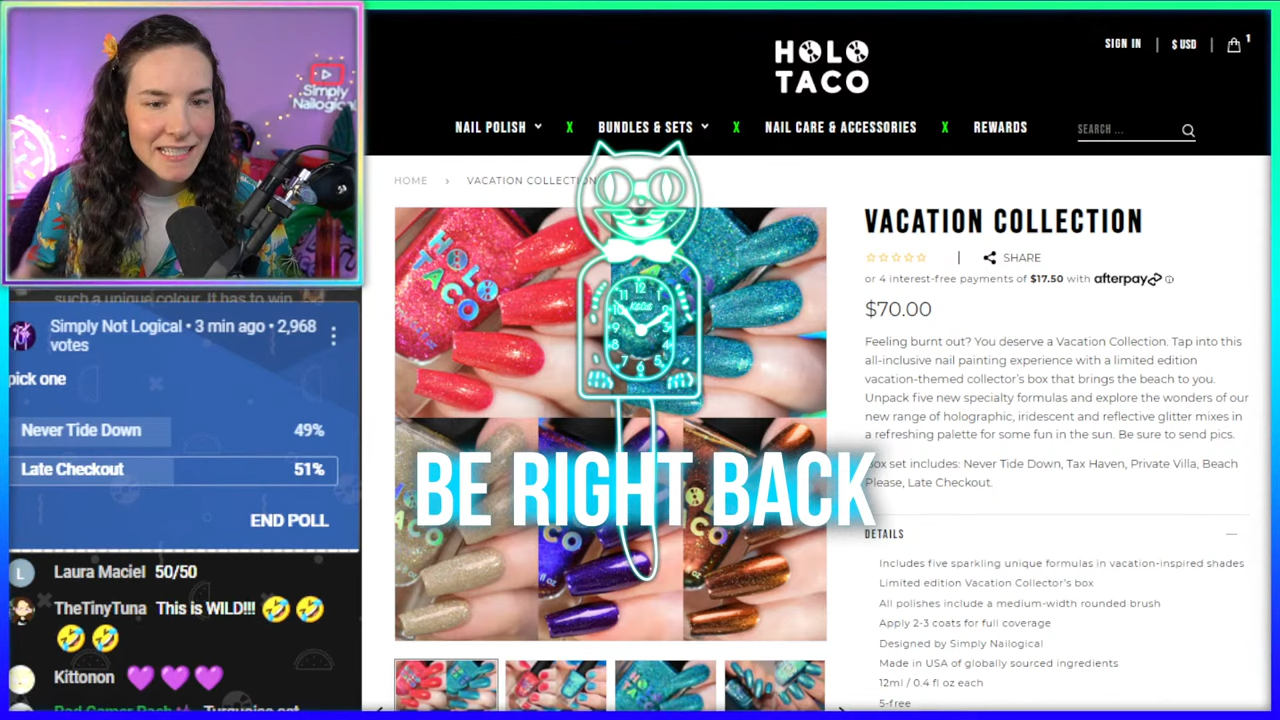 Simply
Nailogical
such a unique colour. It has to win
Simply Not Logical • 3 min ago • 2,968
votes
pick one
Never Tide Down 49%
Late Checkout 51%
END POLL
Laura Maciel 50/50
TheTinyTuna This is WILD!!!
Kittonon
HOLO
TACO
SIGN IN | $ USD | 1
NAIL POLISH X BUNDLES & SETS X NAIL CARE & ACCESSORIES X REWARDS
SEARCH ...
HOME › VACATION COLLECTION
HOLO
TACO
BE RIGHT BACK
VACATION COLLECTION
| SHARE
or 4 interest-free payments of $17.50 with afterpay
$70.00
Feeling burnt out? You deserve a Vacation Collection. Tap into this
all-inclusive nail painting experience with a limited edition
vacation-themed collector's box that brings the beach to you.
Unpack five new specialty formulas and explore the wonders of our
new range of holographic, iridescent and reflective glitter mixes in
a refreshing palette for some fun in the sun. Be sure to send pics.
Box set includes: Never Tide Down, Tax Haven, Private Villa, Beach
Please, Late Checkout.
DETAILS
Includes five sparkling unique formulas in vacation-inspired shades
Limited edition Vacation Collector's box
All polishes include a medium-width rounded brush
Apply 2-3 coats for full coverage
Designed by Simply Nailogical
Made in USA of globally sourced ingredients
12ml / 0.4 fl oz each
5-free